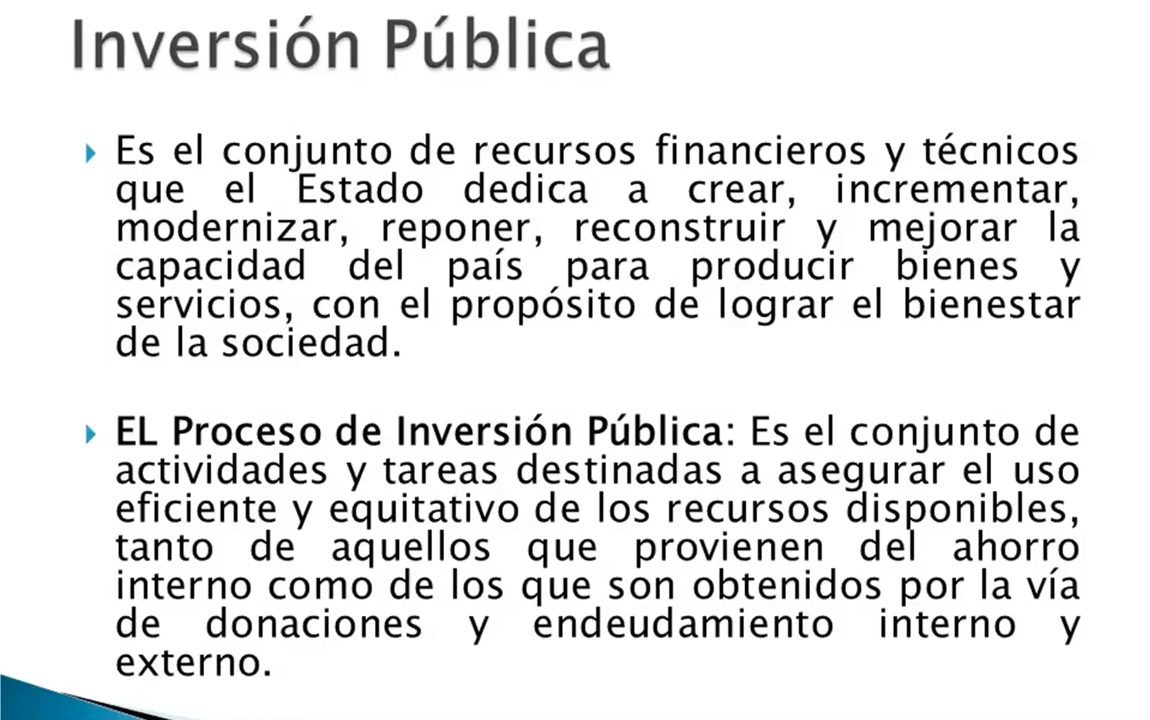 Inversión Pública
Es el conjunto de recursos financieros y técnicos
que el Estado dedica a crear, incrementar,
modernizar, reponer, reconstruir y mejorar la
capacidad del país para producir bienes y
servicios, con el propósito de lograr el bienestar
de la sociedad.
EL Proceso de Inversión Pública: Es el conjunto de
actividades y tareas destinadas a asegurar el uso
eficiente y equitativo de los recursos disponibles,
tanto de aquellos que provienen del ahorro
interno como de los que son obtenidos por la vía
de donaciones y endeudamiento interno y
externo.